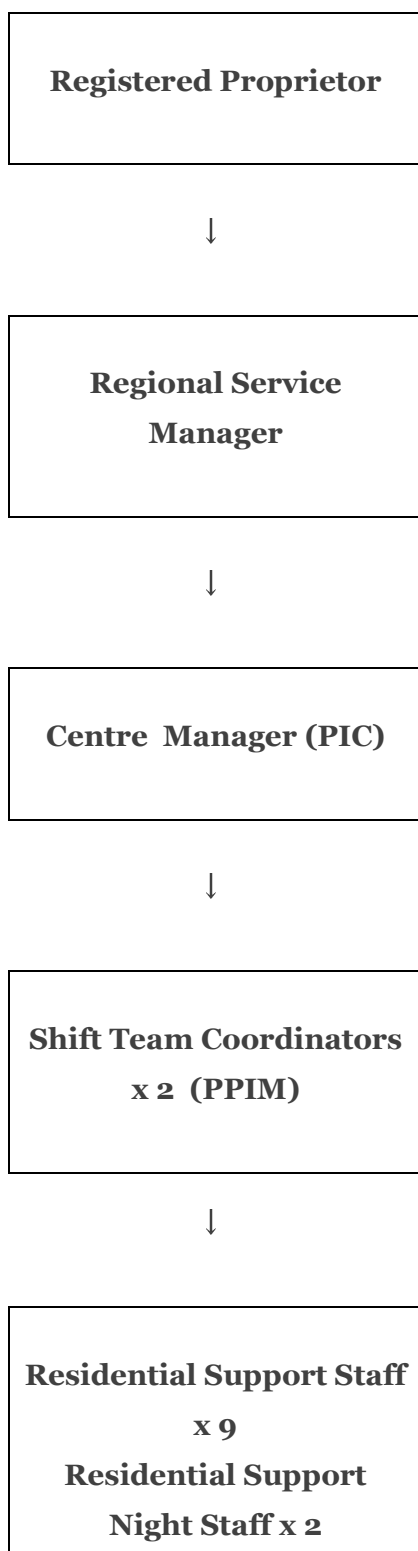 Registered Proprietor
↓
Regional Service
Manager
↓
Centre Manager (PIC)
↓
Shift Team Coordinators
x 2 (PPIM)
↓
Residential Support Staff
x 9
Residential Support
Night Staff x 2